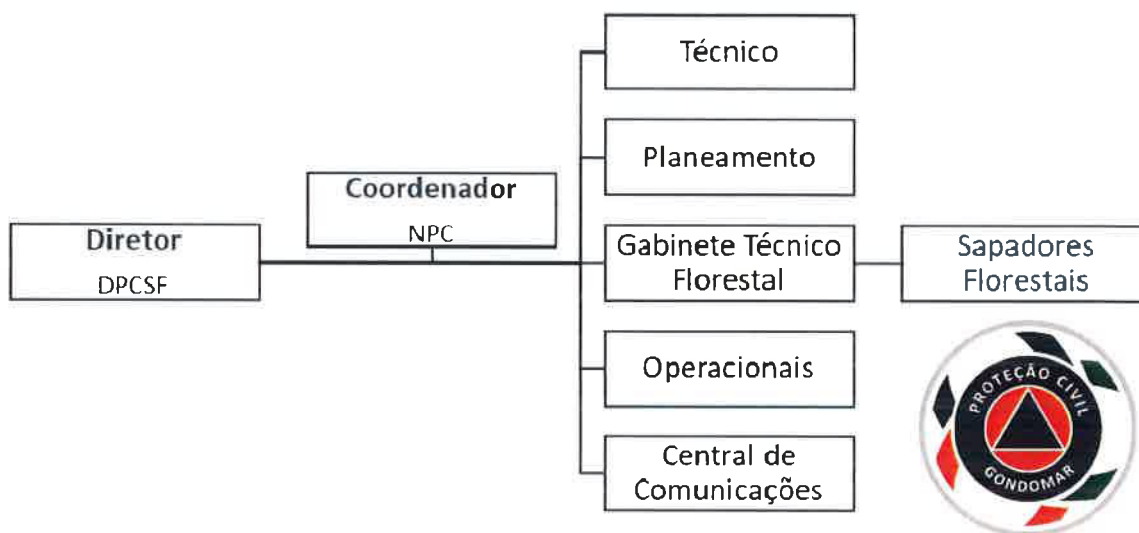 Técnico
Planeamento
Coordenador
NPC
Diretor
DPCSF
Gabinete Técnico
Florestal
Sapadores
Florestais
Operacionais
Central de
Comunicações
PROTEÇÃO CIVIL
GONDOMAR